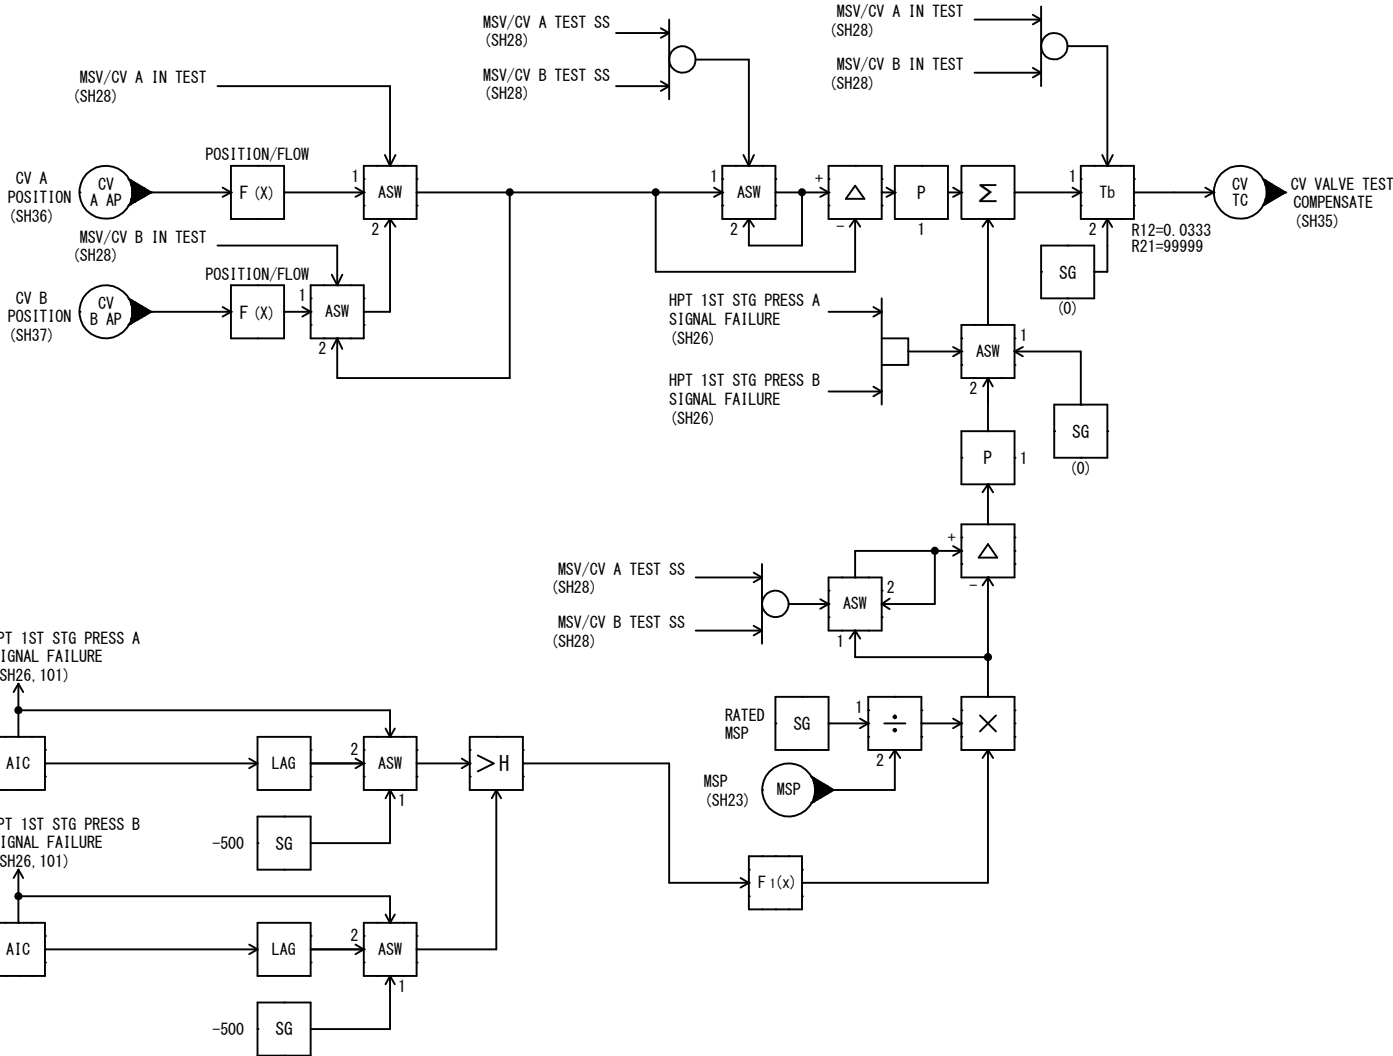 MSV/CV A TEST SS
(SH28)
MSV/CV B TEST SS
(SH28)
MSV/CV A IN TEST
(SH28)
MSV/CV B IN TEST
(SH28)
MSV/CV A IN TEST
(SH28)
POSITION/FLOW
CV A
POSITION
(SH36)
CV
A AP
F (X)
1
ASW
2
1
ASW
2
+
Δ
-
P
1
Σ
1
Tb
2
R12=0.0333
R21=99999
CV
TC
CV VALVE TEST
COMPENSATE
(SH35)
SG
(0)
MSV/CV B IN TEST
(SH28)
POSITION/FLOW
CV B
POSITION
(SH37)
CV
B AP
F (X)
1
ASW
2
HPT 1ST STG PRESS A
SIGNAL FAILURE
(SH26)
HPT 1ST STG PRESS B
SIGNAL FAILURE
(SH26)
ASW
1
2
SG
(0)
P
1
+
Δ
-
MSV/CV A TEST SS
(SH28)
MSV/CV B TEST SS
(SH28)
ASW
2
1
RATED
MSP
SG
1
÷
2
×
MSP
(SH23)
MSP
F1(x)
PT 1ST STG PRESS A
IGNAL FAILURE
SH26,101)
AIC
LAG
2
ASW
1
>H
-500
SG
PT 1ST STG PRESS B
IGNAL FAILURE
SH26,101)
AIC
LAG
2
ASW
1
-500
SG